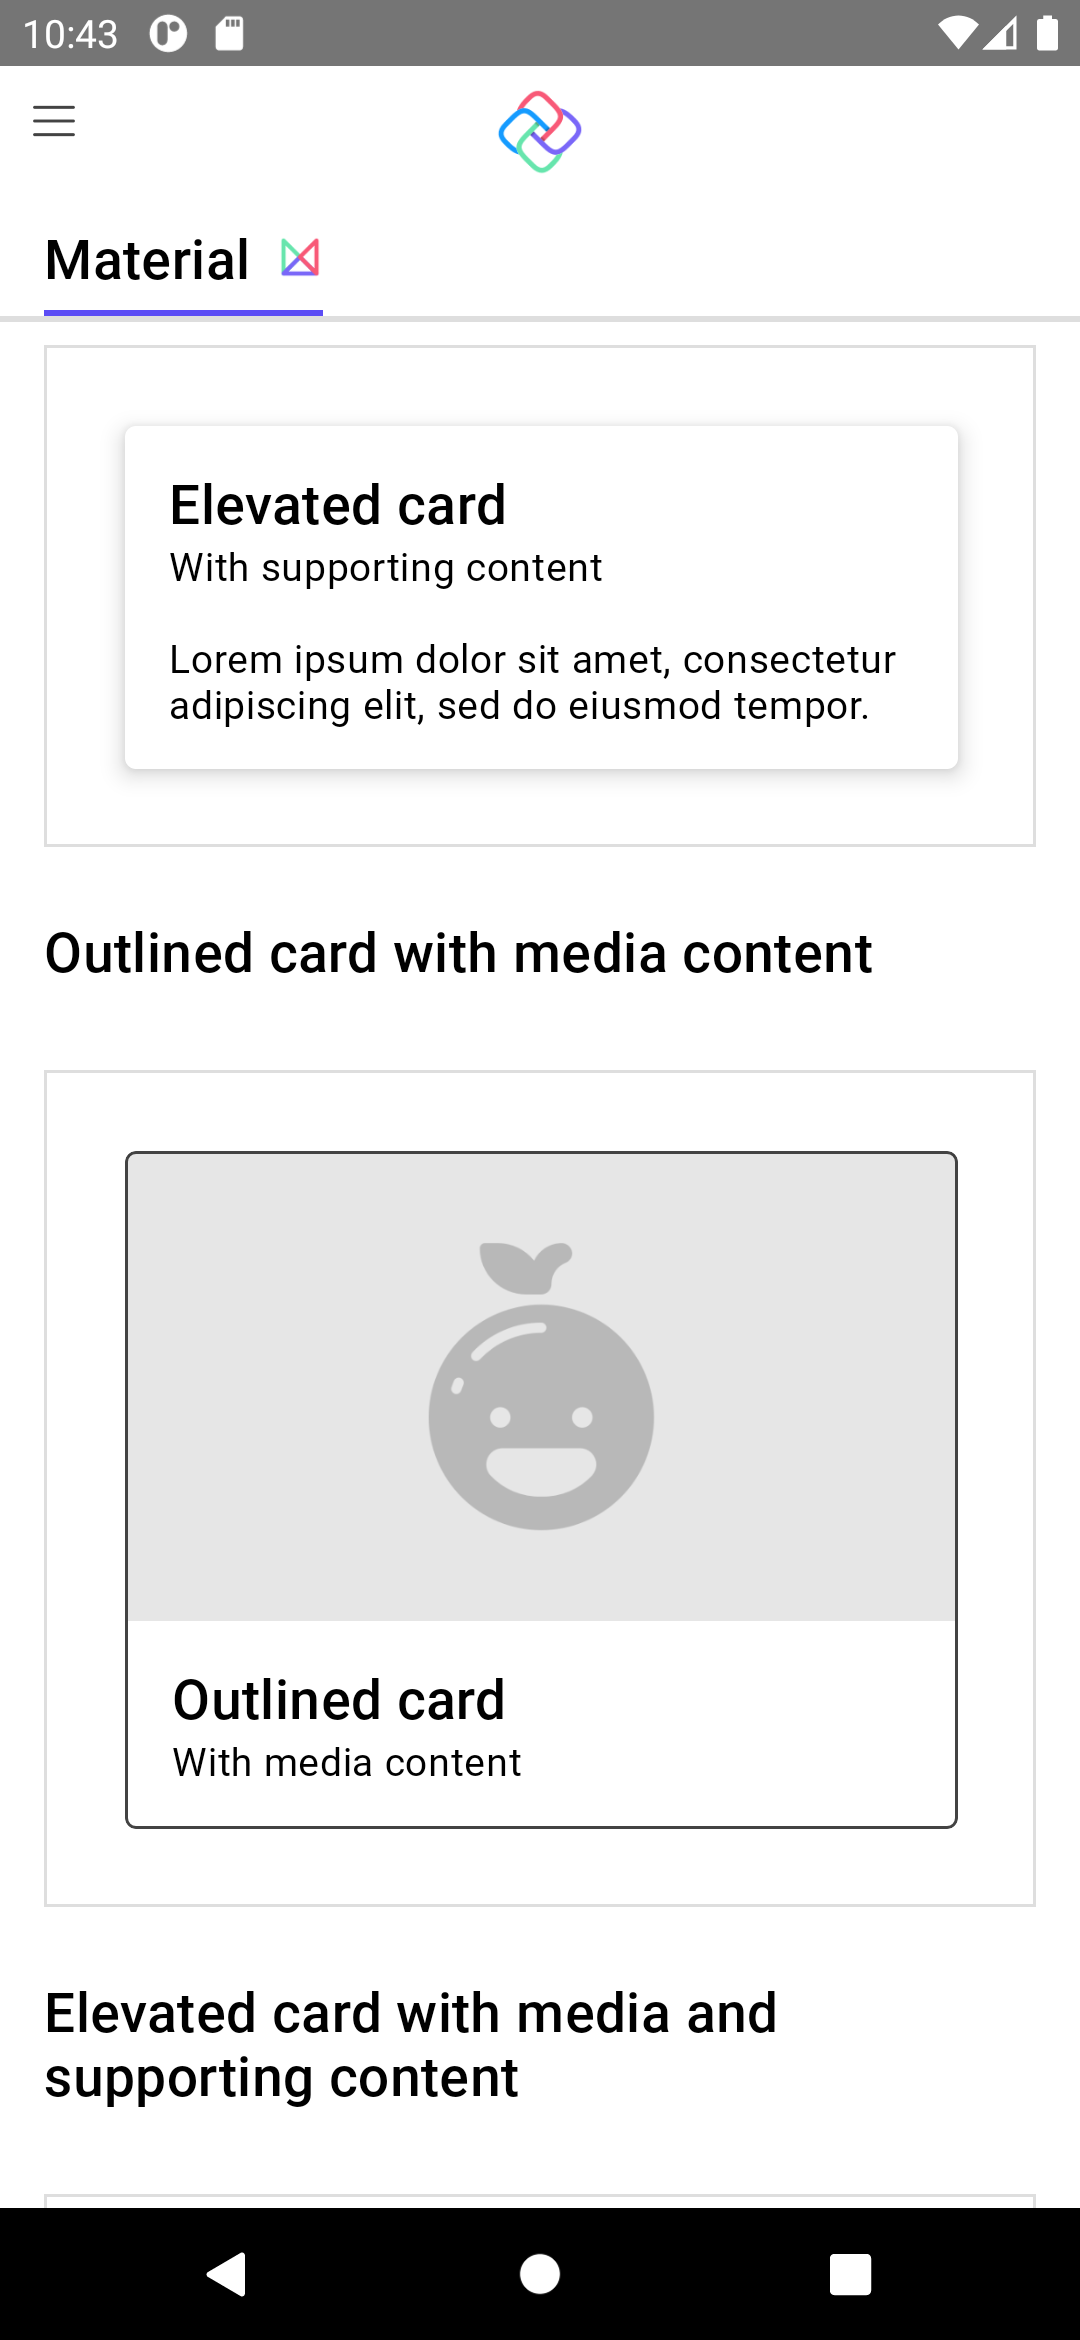 10:43
Material
Elevated card
With supporting content
Lorem ipsum dolor sit amet, consectetur
adipiscing elit, sed do eiusmod tempor.
Outlined card with media content
Outlined card
With media content
Elevated card with media and
supporting content